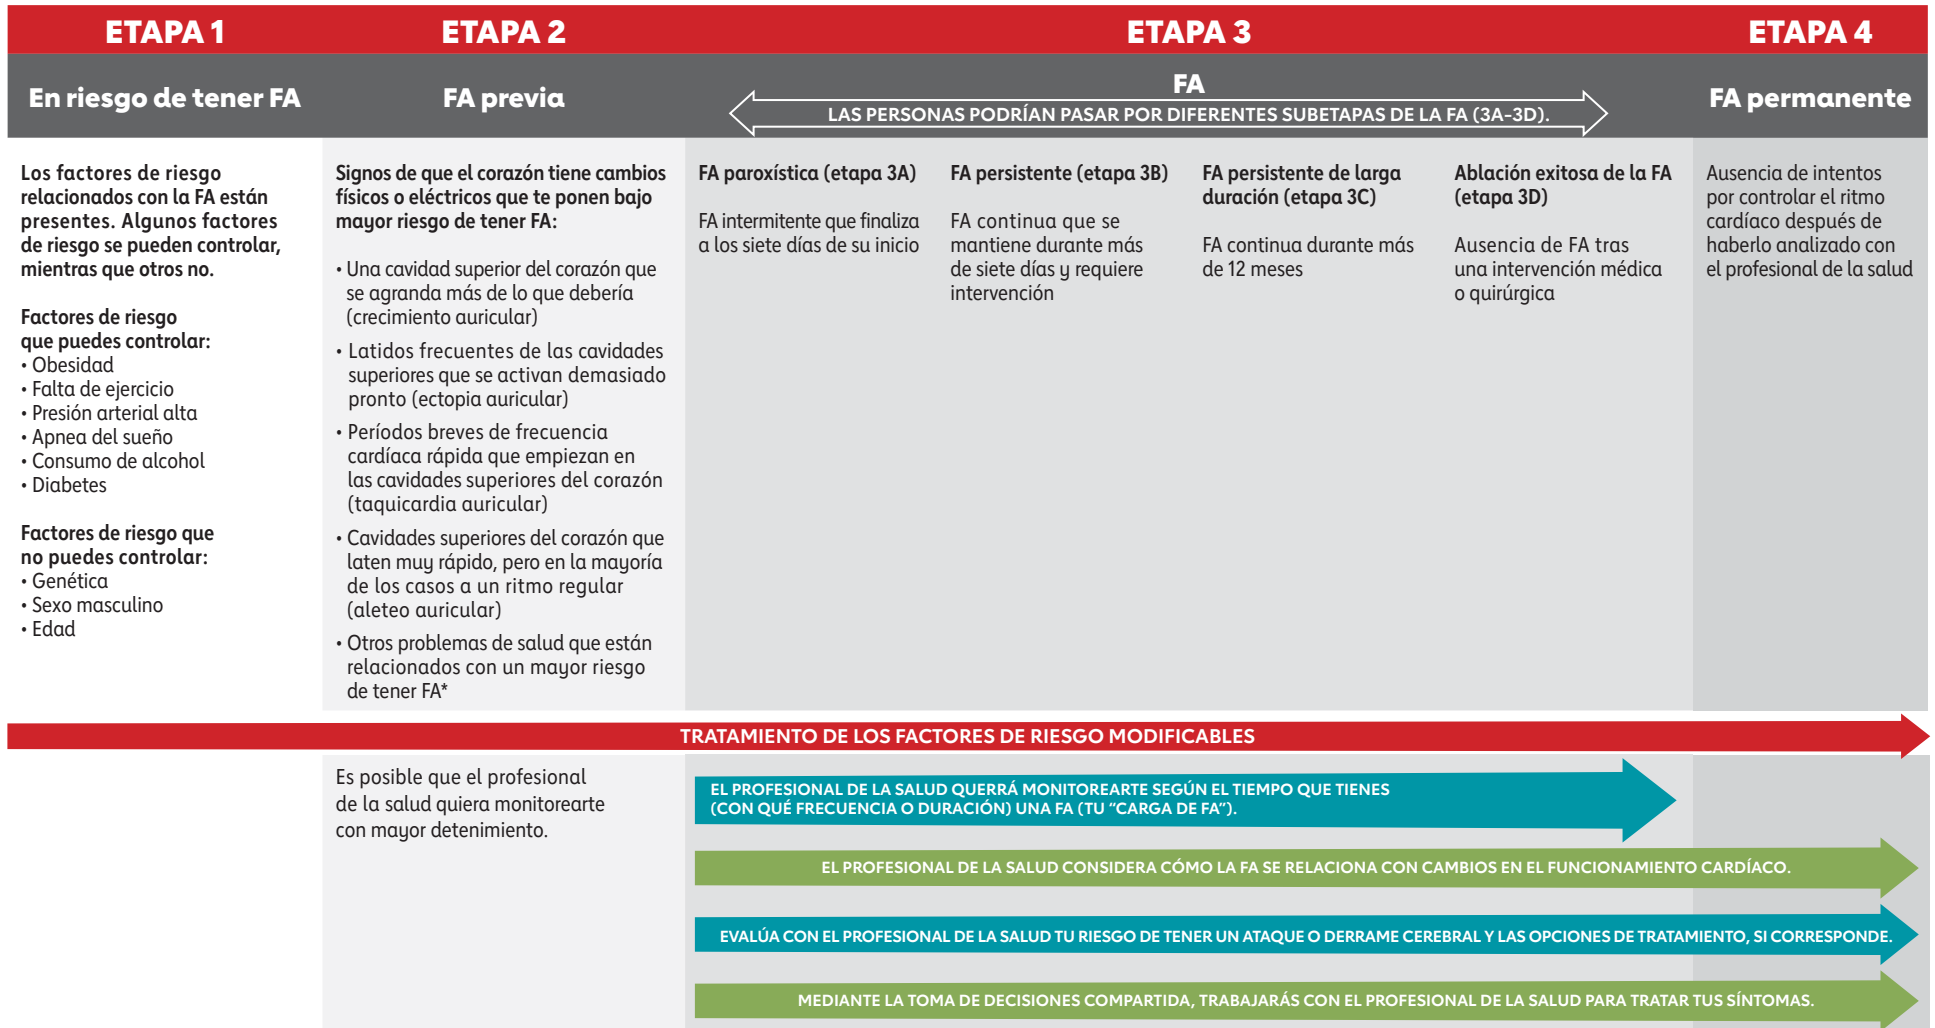 ETAPA 1
En riesgo de tener FA
Los factores de riesgo
relacionados con la FA están
presentes. Algunos factores
de riesgo se pueden controlar,
mientras que otros no.
Factores de riesgo
que puedes controlar:
• Obesidad
• Falta de ejercicio
• Presión arterial alta
• Apnea del sueño
• Consumo de alcohol
• Diabetes
Factores de riesgo que
no puedes controlar:
• Genética
• Sexo masculino
• Edad
ETAPA 2
FA previa
Signos de que el corazón tiene cambios
físicos o eléctricos que te ponen bajo
mayor riesgo de tener FA:
• Una cavidad superior del corazón que
se agranda más de lo que debería
(crecimiento auricular)
• Latidos frecuentes de las cavidades
superiores que se activan demasiado
pronto (ectopia auricular)
• Períodos breves de frecuencia
cardíaca rápida que empiezan en
las cavidades superiores del corazón
(taquicardia auricular)
• Cavidades superiores del corazón que
laten muy rápido, pero en la mayoría
de los casos a un ritmo regular
(aleteo auricular)
• Otros problemas de salud que están
relacionados con un mayor riesgo
de tener FA*
ETAPA 3
FA
LAS PERSONAS PODRÍAN PASAR POR DIFERENTES SUBETAPAS DE LA FA (3A-3D).
FA paroxística (etapa 3A)
FA intermitente que finaliza
a los siete días de su inicio
FA persistente (etapa 3B)
FA continua que se
mantiene durante más
de siete días y requiere
intervención
FA persistente de larga
duración (etapa 3C)
FA continua durante más
de 12 meses
Ablación exitosa de la FA
(etapa 3D)
Ausencia de FA tras
una intervención médica
o quirúrgica
ETAPA 4
FA permanente
Ausencia de intentos
por controlar el ritmo
cardíaco después de
haberlo analizado con
el profesional de la salud
TRATAMIENTO DE LOS FACTORES DE RIESGO MODIFICABLES
Es posible que el profesional
de la salud quiera monitorearte
con mayor detenimiento.
EL PROFESIONAL DE LA SALUD QUERRÁ MONITOREARTE SEGÚN EL TIEMPO QUE TIENES
(CON QUÉ FRECUENCIA O DURACIÓN) UNA FA (TU “CARGA DE FA”).
EL PROFESIONAL DE LA SALUD CONSIDERA CÓMO LA FA SE RELACIONA CON CAMBIOS EN EL FUNCIONAMIENTO CARDÍACO.
EVALÚA CON EL PROFESIONAL DE LA SALUD TU RIESGO DE TENER UN ATAQUE O DERRAME CEREBRAL Y LAS OPCIONES DE TRATAMIENTO, SI CORRESPONDE.
MEDIANTE LA TOMA DE DECISIONES COMPARTIDA, TRABAJARÁS CON EL PROFESIONAL DE LA SALUD PARA TRATAR TUS SÍNTOMAS.